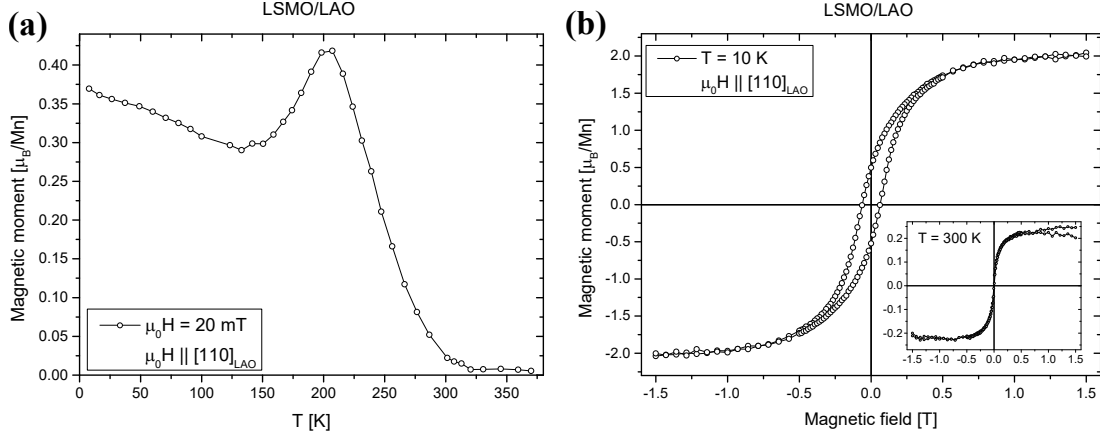 (a)
LSMO/LAO
0.40
0.35
0.30
0.25
0.20
0.15
0.10
0.05
0.00
Magnetic moment [μ_B/Mn]
μ₀H = 20 mT
μ₀H || [110]_LAO
0 50 100 150 200 250 300 350
T [K]
(b)
LSMO/LAO
2.0
1.5
1.0
0.5
0.0
-0.5
-1.0
-1.5
-2.0
Magnetic moment [μ_B/Mn]
T = 10 K
μ₀H || [110]_LAO
T = 300 K
0.2
0.1
0.0
-0.1
-0.2
-1.5 -1.0 -0.5 0.0 0.5 1.0 1.5
-1.5 -1.0 -0.5 0.0 0.5 1.0 1.5
Magnetic field [T]